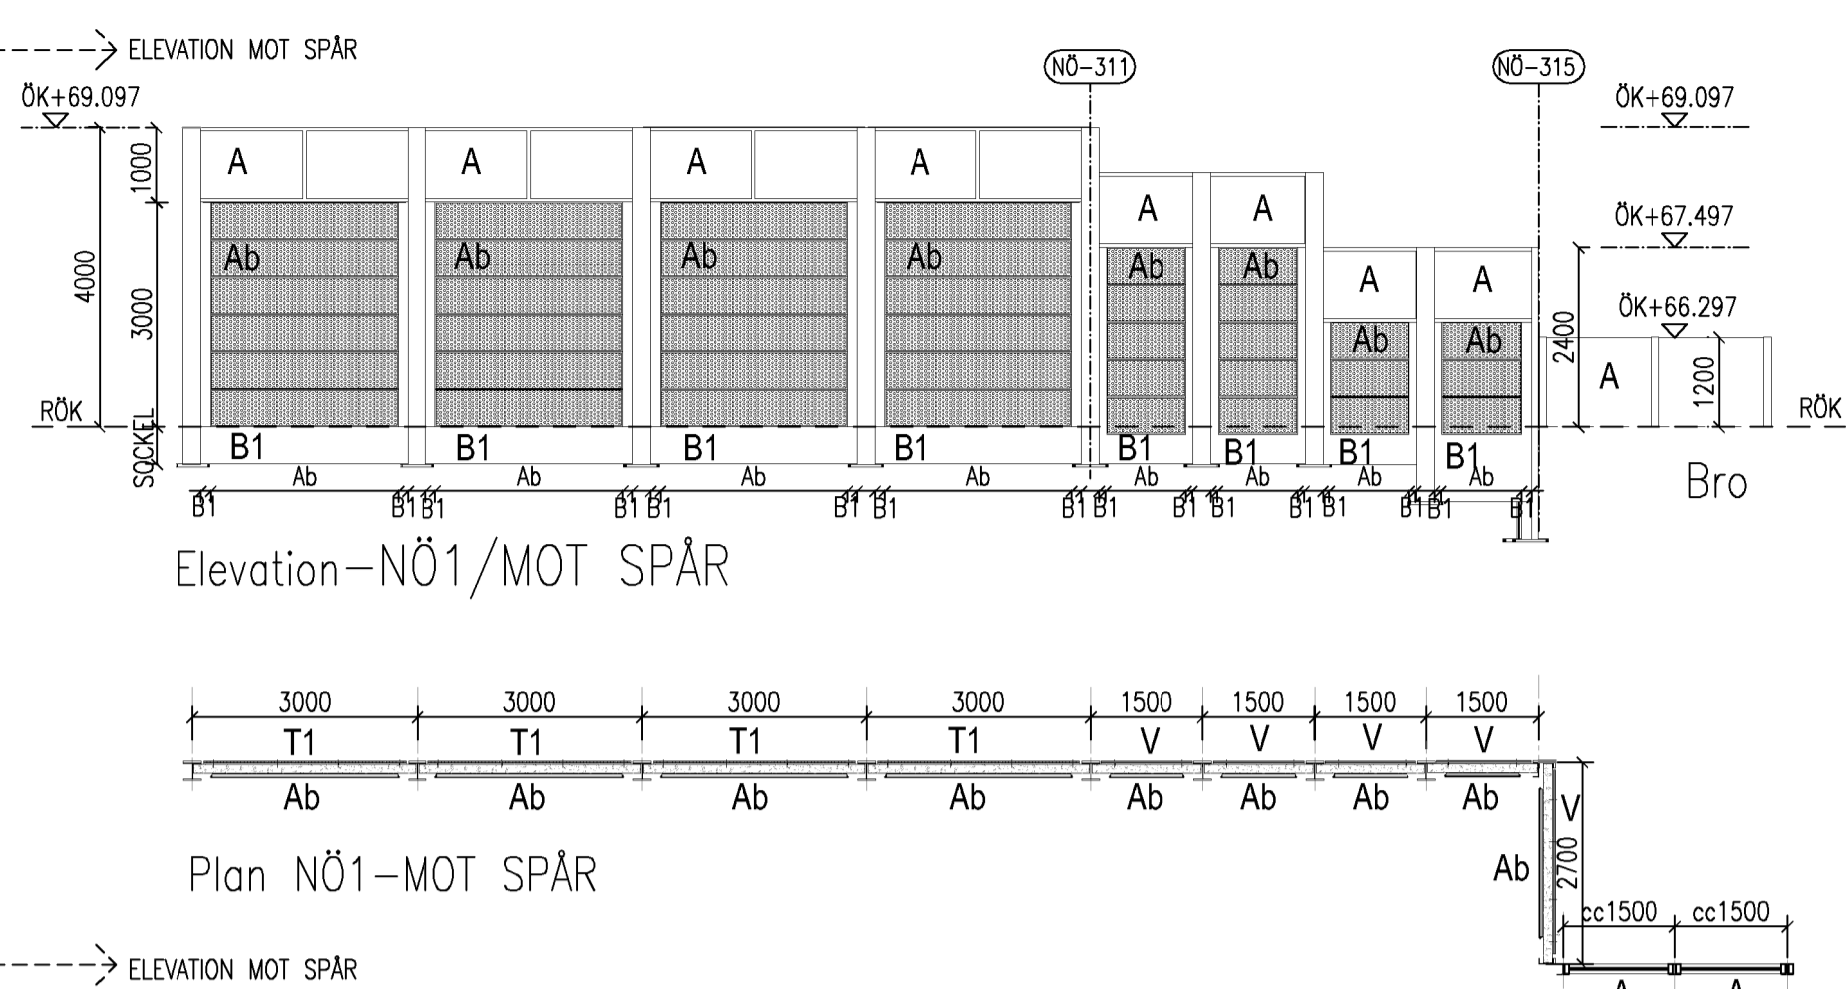 ELEVATION MOT SPÅR
NÖ-311 NÖ-315
ÖK+69.097 ÖK+69.097
A A A A
1000
A A
ÖK+67.497
Ab Ab Ab Ab Ab Ab
4000
3000
A A
ÖK+66.297
2400
Ab Ab
A
1200
RÖK RÖK
SOCKEL
B1 B1 B1 B1 B1 B1 B1 B1
Ab Ab Ab Ab Ab Ab Ab Ab
Bro
B1 B1 B1 B1 B1 B1 B1 B1 B1 B1 B1 B1 B1 B1 B1 B1
Elevation-NÖ1/MOT SPÅR
3000 3000 3000 3000 1500 1500 1500 1500
T1 T1 T1 T1 V V V V
Ab Ab Ab Ab Ab Ab Ab Ab
V
2700
Ab
Plan NÖ1-MOT SPÅR
cc1500 cc1500
ELEVATION MOT SPÅR
A A